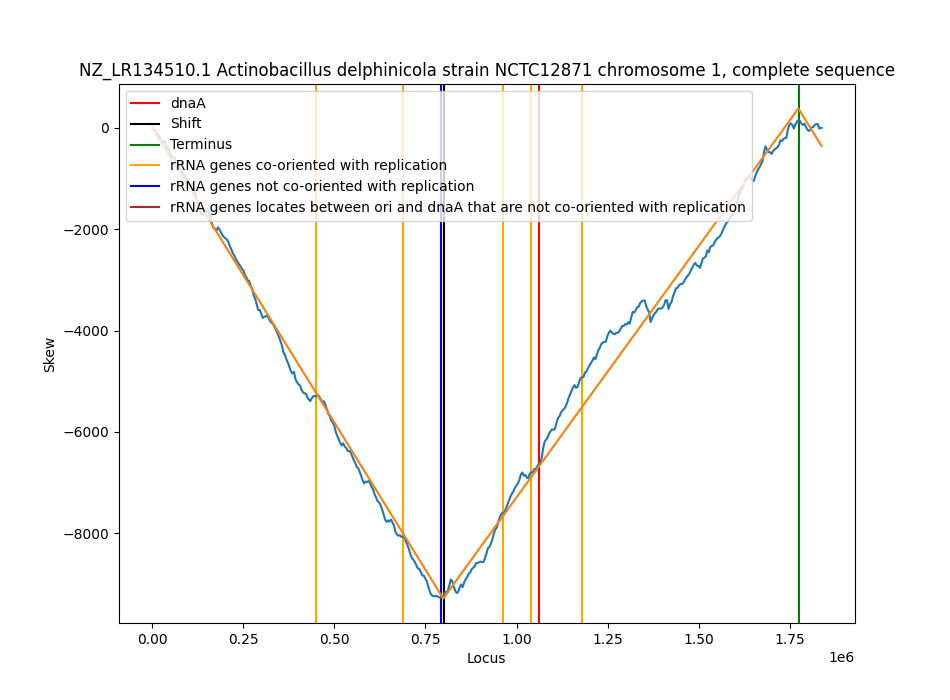 NZ_LR134510.1 Actinobacillus delphinicola strain NCTC12871 chromosome 1, complete sequence
dnaA
Shift
Terminus
rRNA genes co-oriented with replication
rRNA genes not co-oriented with replication
rRNA genes locates between ori and dnaA that are not co-oriented with replication
0
−2000
−4000
−6000
−8000
Skew
0.00 0.25 0.50 0.75 1.00 1.25 1.50 1.75
1e6
Locus